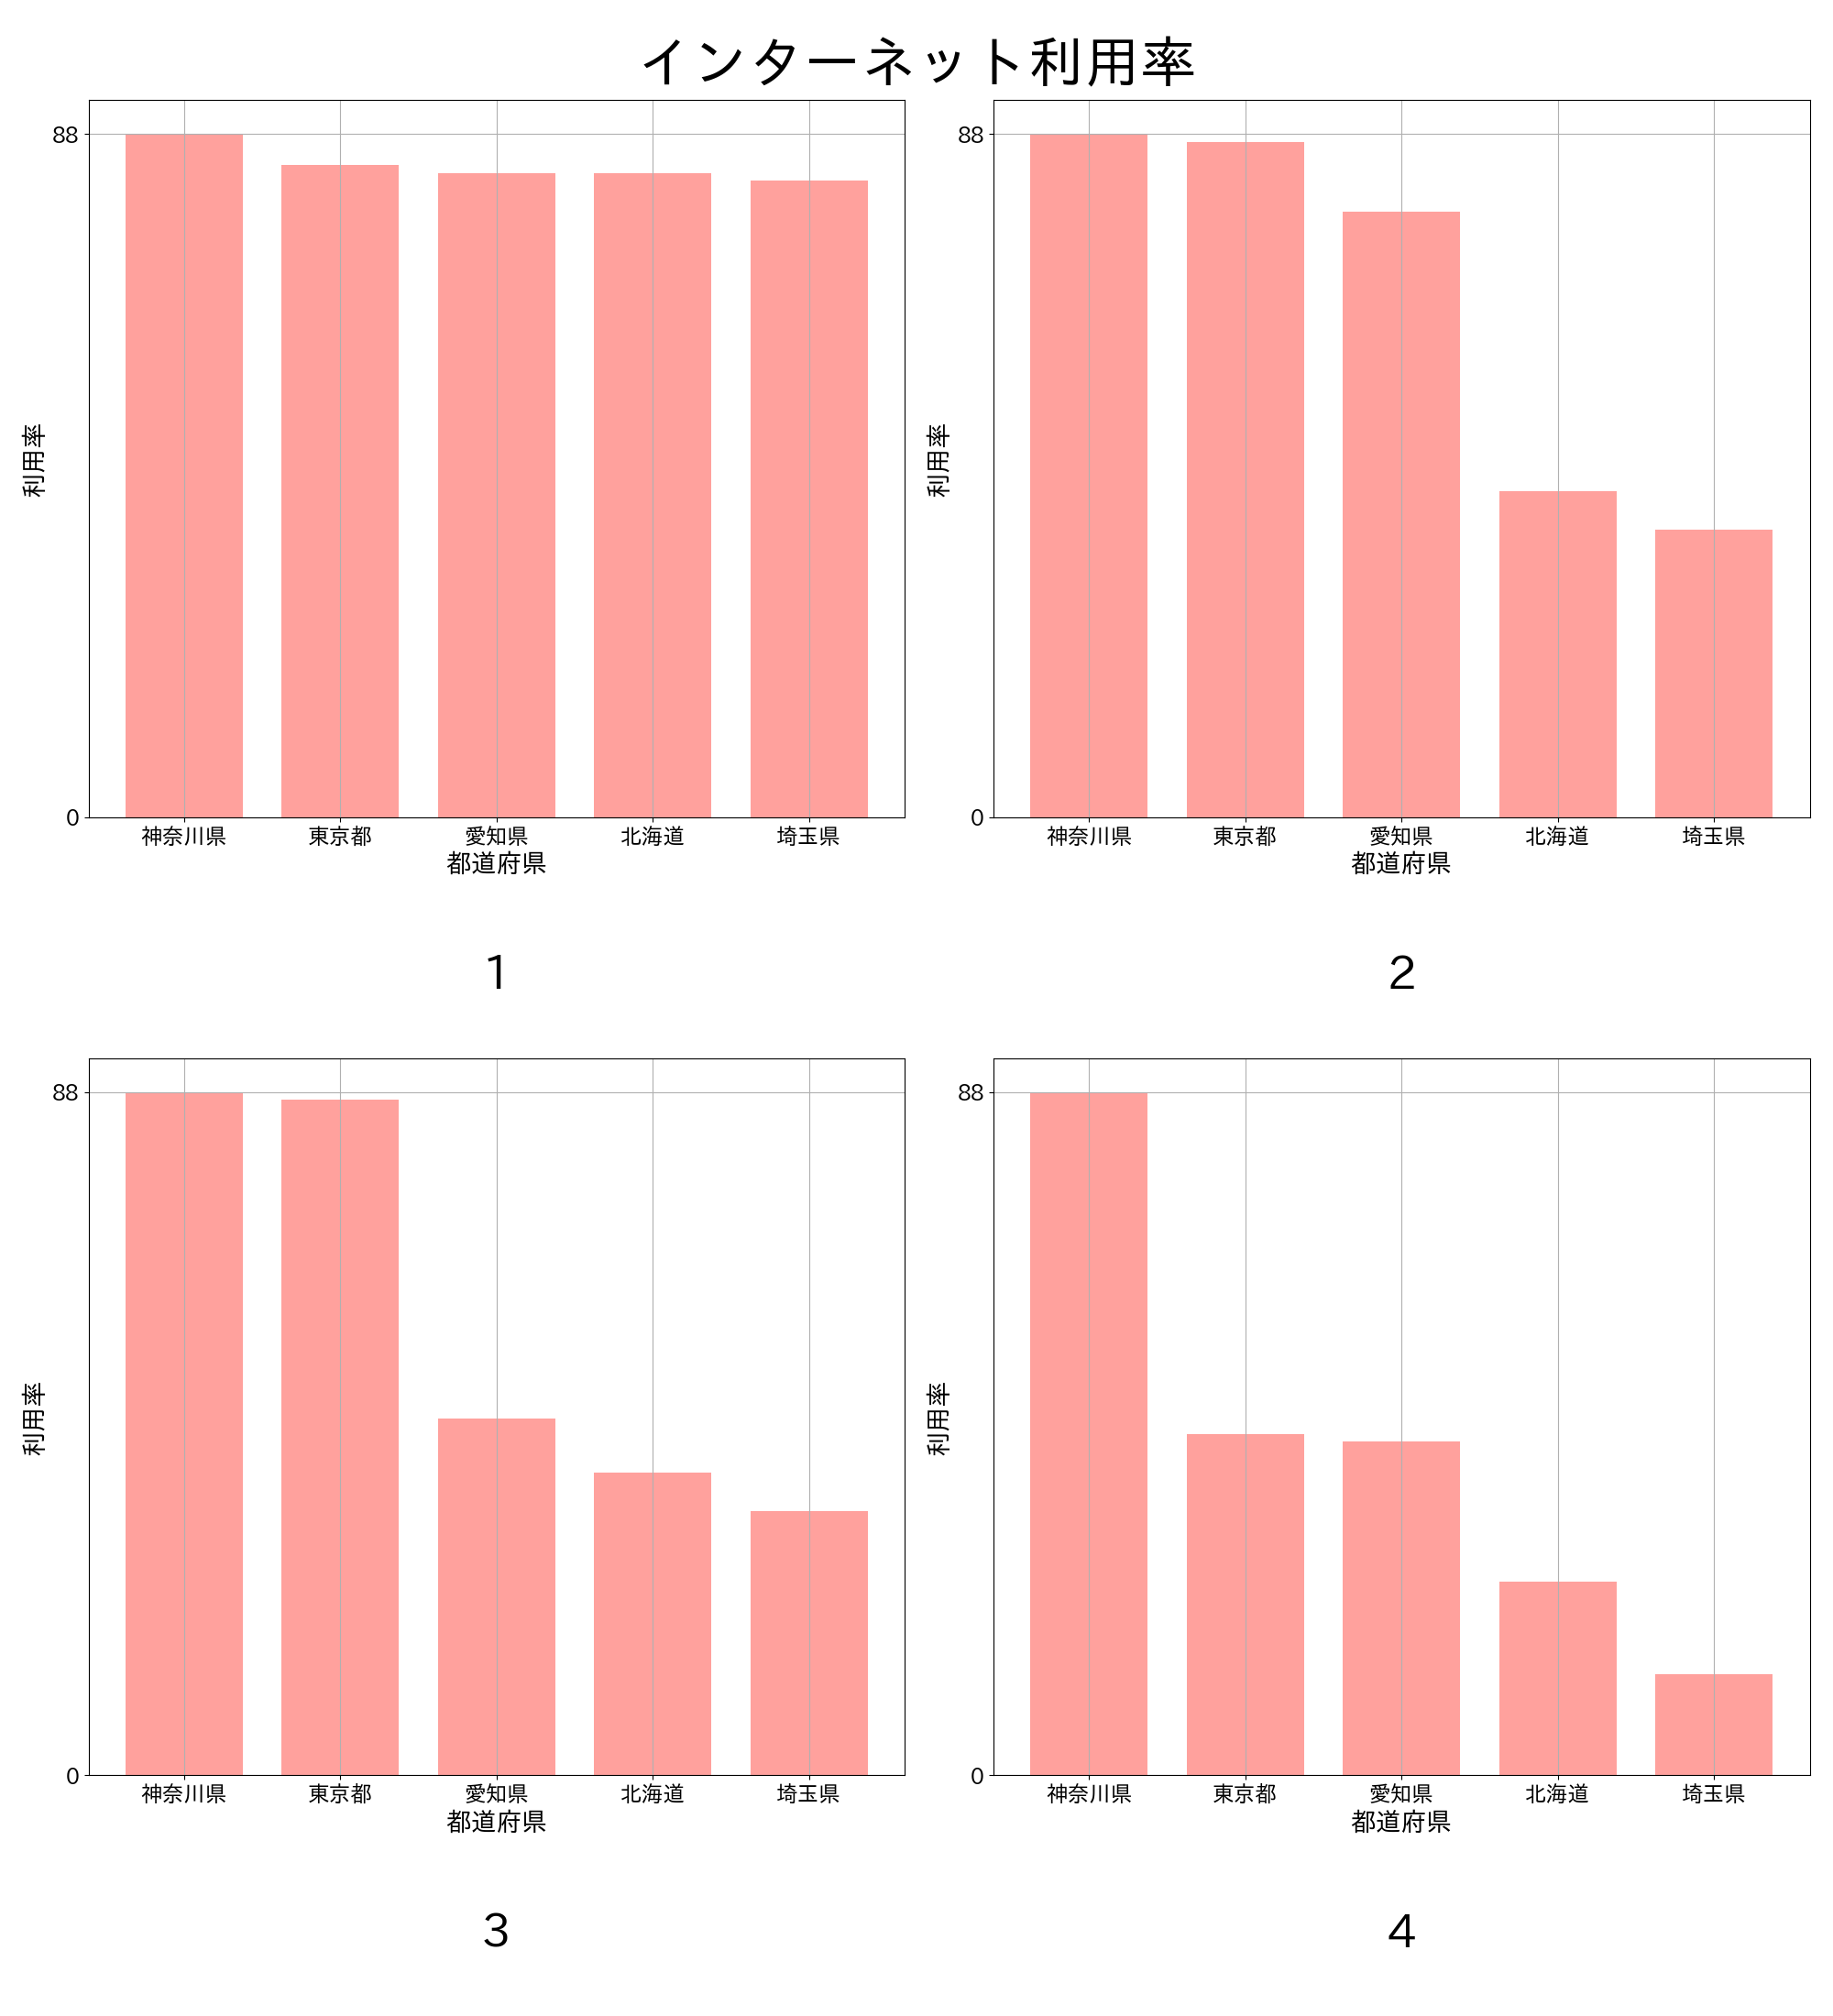 インターネット利用率
88
0
利用率
神奈川県 東京都 愛知県 北海道 埼玉県
都道府県
1
88
0
利用率
神奈川県 東京都 愛知県 北海道 埼玉県
都道府県
2
88
0
利用率
神奈川県 東京都 愛知県 北海道 埼玉県
都道府県
3
88
0
利用率
神奈川県 東京都 愛知県 北海道 埼玉県
都道府県
4